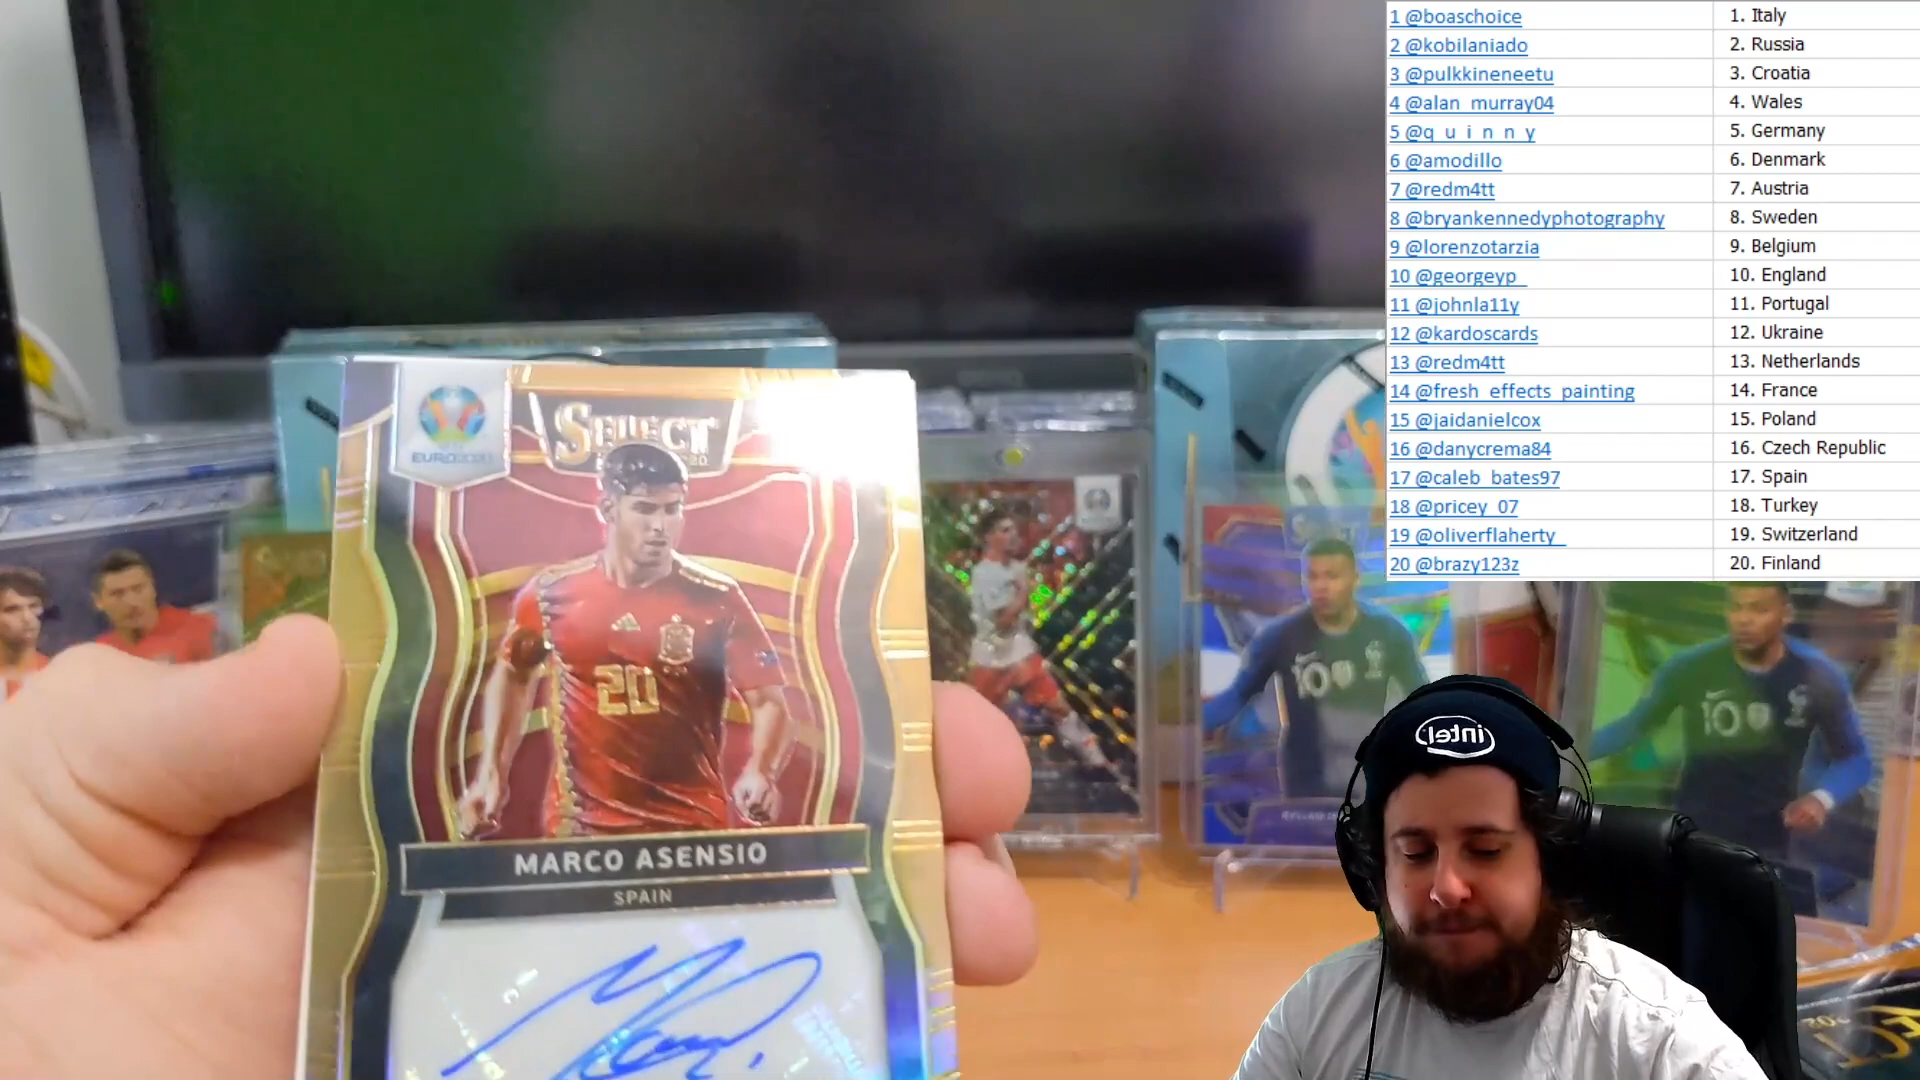 1 @boaschoice 1. Italy
2 @kobilaniado 2. Russia
3 @pulkkineneetu 3. Croatia
4 @alan_murray04 4. Wales
5 @q_u_i_n_n_y 5. Germany
6 @amodillo 6. Denmark
7 @redm4tt 7. Austria
8 @bryankennedyphotography 8. Sweden
9 @lorenzotarzia 9. Belgium
10 @georgeyp_ 10. England
11 @johnla11y 11. Portugal
12 @kardoscards 12. Ukraine
13 @redm4tt 13. Netherlands
14 @fresh_effects_painting 14. France
15 @jaidanielcox 15. Poland
16 @danycrema84 16. Czech Republic
17 @caleb_bates97 17. Spain
18 @pricey_07 18. Turkey
19 @oliverflaherty_ 19. Switzerland
20 @brazy123z 20. Finland
SELECT
EURO2020
20
MARCO ASENSIO
SPAIN
10
10
intel